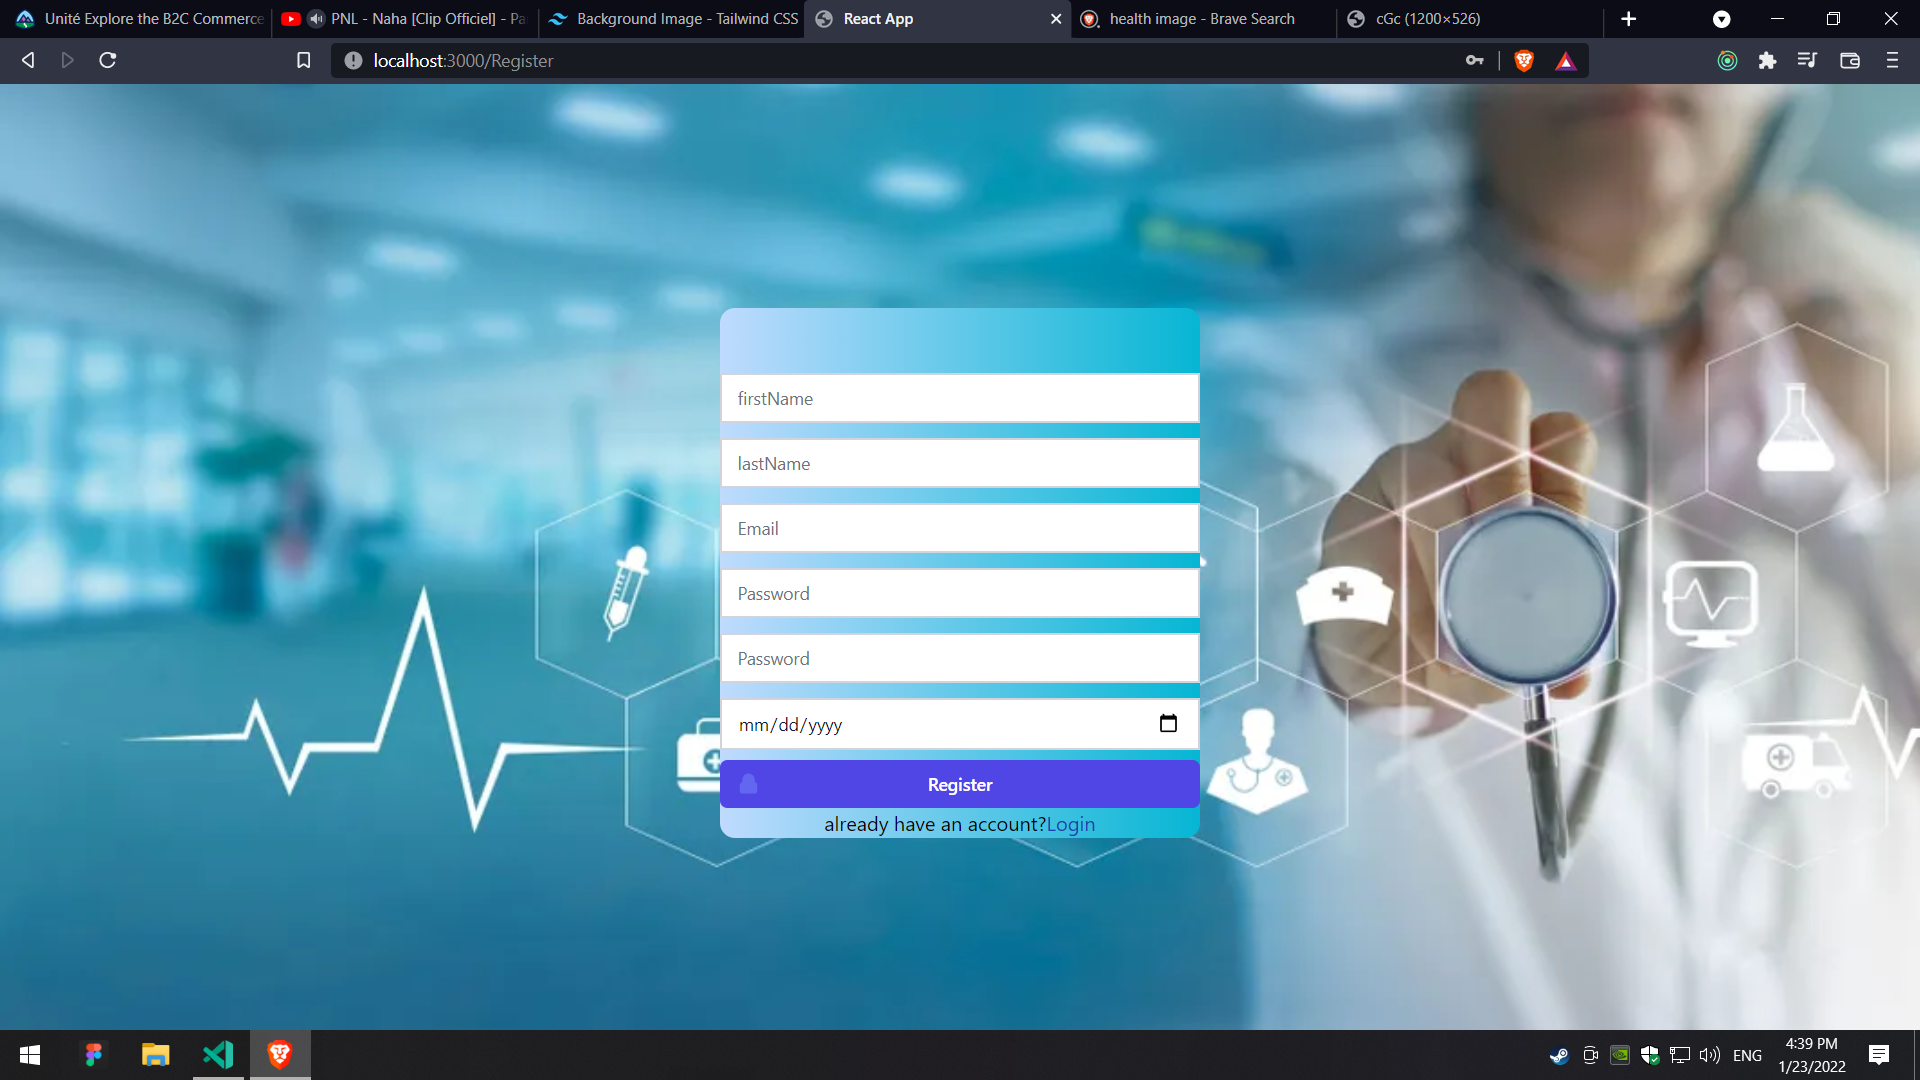 Unité Explore the B2C Commerce
PNL - Naha [Clip Officiel] - Pa
Background Image - Tailwind CSS
React App
health image - Brave Search
cGc (1200×526)
localhost:3000/Register
firstName
lastName
Email
Password
Password
mm/dd/yyyy
Register
already have an account?Login
ENG
4:39 PM
1/23/2022